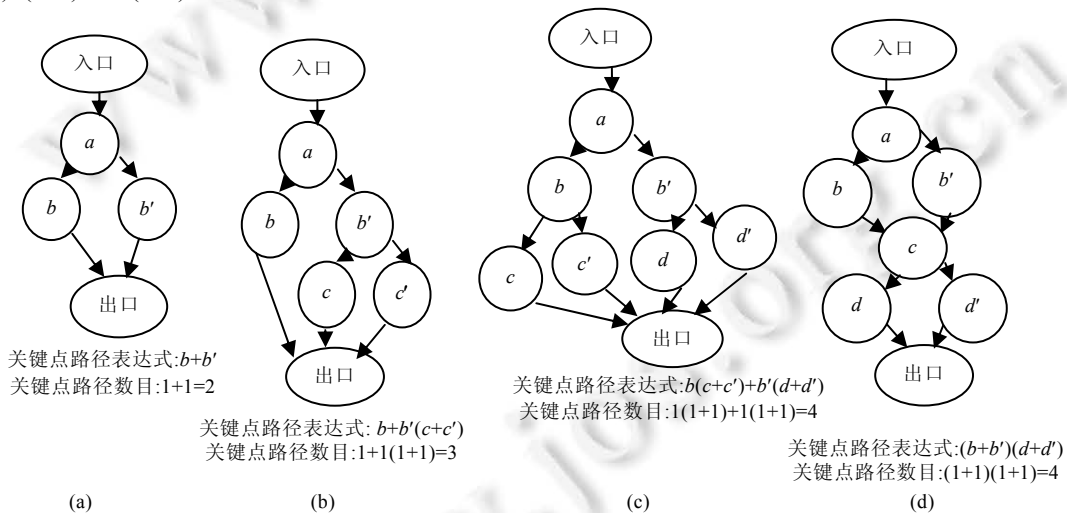 入口
a
b
b′
出口
关键点路径表达式:b+b′
关键点路径数目:1+1=2
(a)
入口
a
b
b′
c
c′
出口
关键点路径表达式: b+b′(c+c′)
关键点路径数目:1+1(1+1)=3
(b)
入口
a
b
b′
c
c′
d
d′
出口
关键点路径表达式:b(c+c′)+b′(d+d′)
关键点路径数目:1(1+1)+1(1+1)=4
(c)
入口
a
b
b′
c
d
d′
出口
关键点路径表达式:(b+b′)(d+d′)
关键点路径数目:(1+1)(1+1)=4
(d)